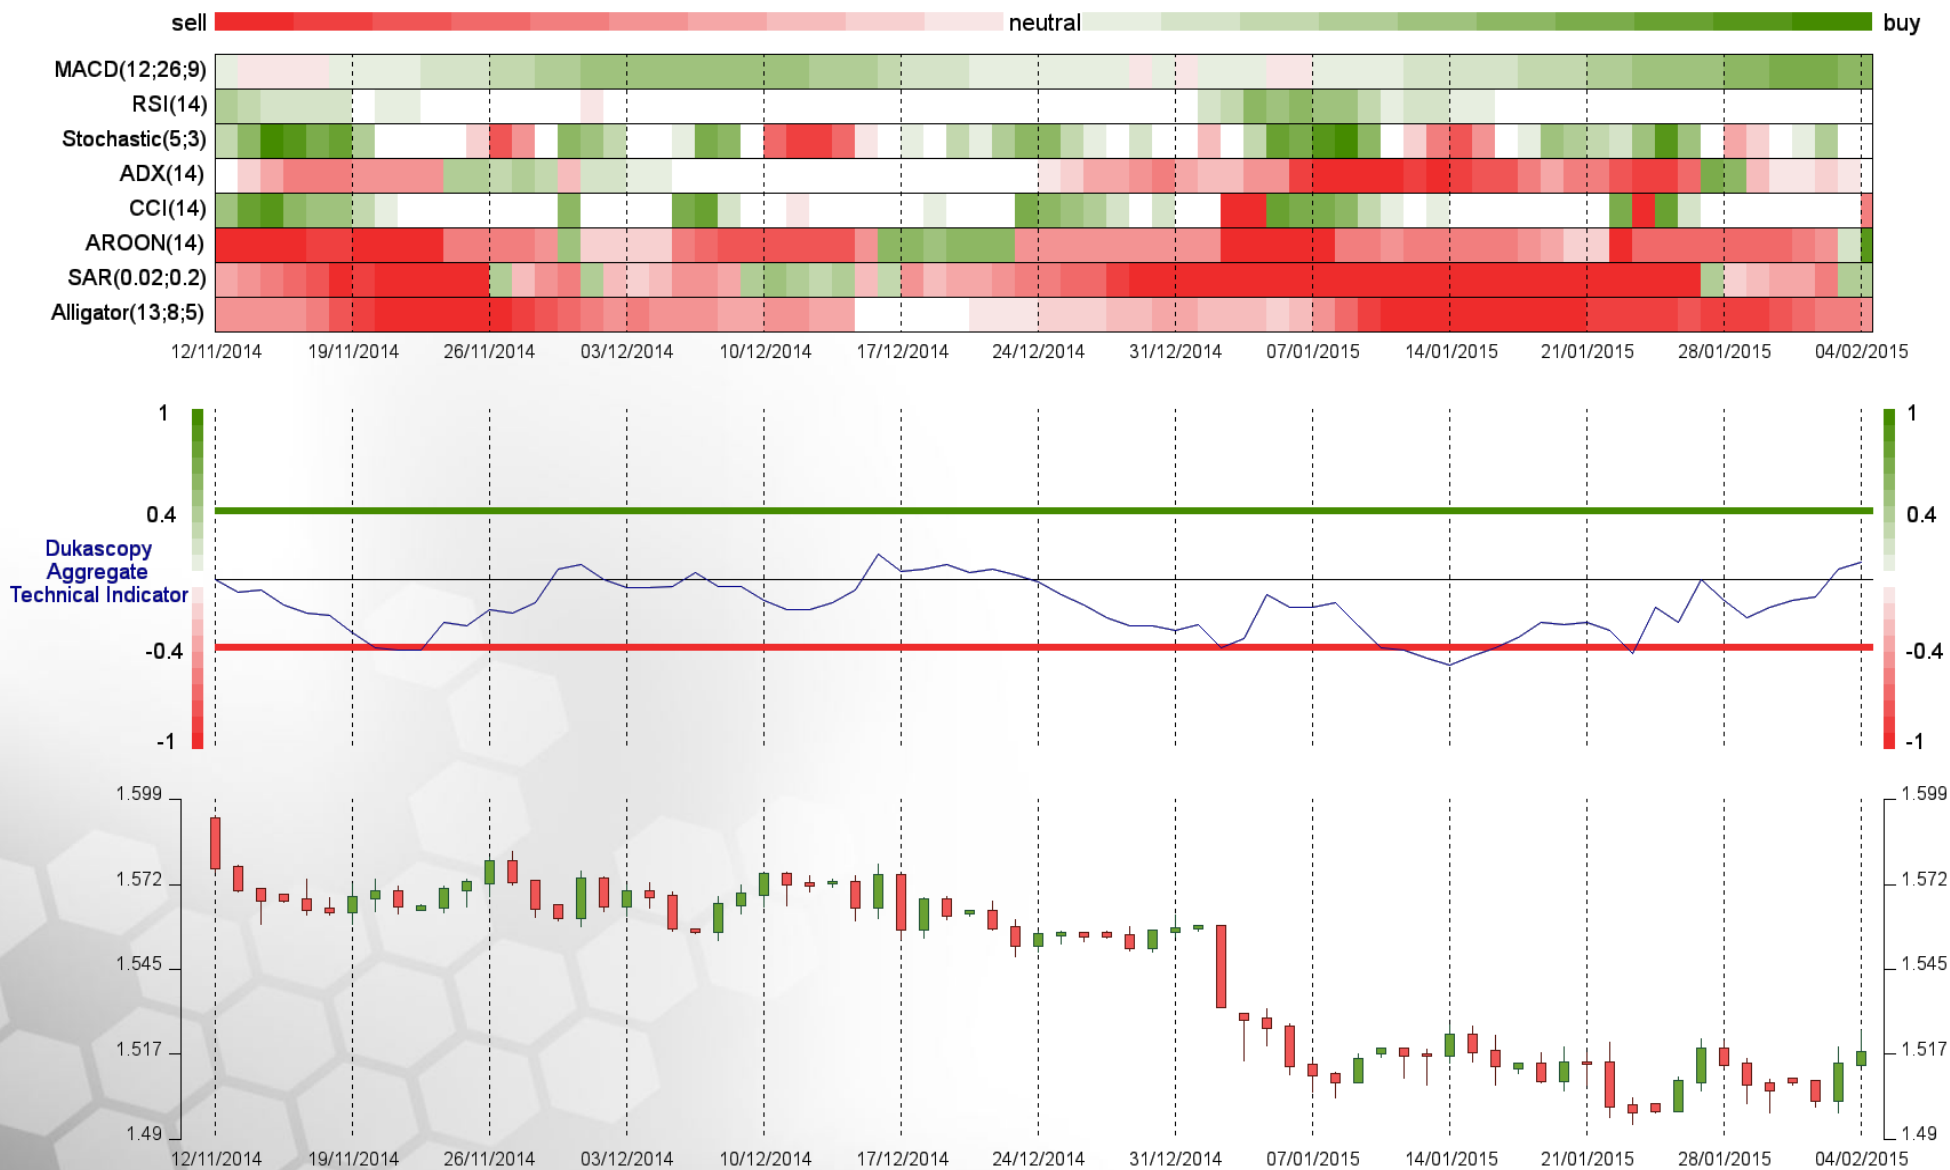 sell neutral buy
MACD(12;26;9)
RSI(14)
Stochastic(5;3)
ADX(14)
CCI(14)
AROON(14)
SAR(0.02;0.2)
Alligator(13;8;5)
12/11/2014 19/11/2014 26/11/2014 03/12/2014 10/12/2014 17/12/2014 24/12/2014 31/12/2014 07/01/2015 14/01/2015 21/01/2015 28/01/2015 04/02/2015
1 1
0.4 0.4
Dukascopy
Aggregate
Technical Indicator
-0.4 -0.4
-1 -1
1.599 1.599
1.572 1.572
1.545 1.545
1.517 1.517
1.49 1.49
12/11/2014 19/11/2014 26/11/2014 03/12/2014 10/12/2014 17/12/2014 24/12/2014 31/12/2014 07/01/2015 14/01/2015 21/01/2015 28/01/2015 04/02/2015